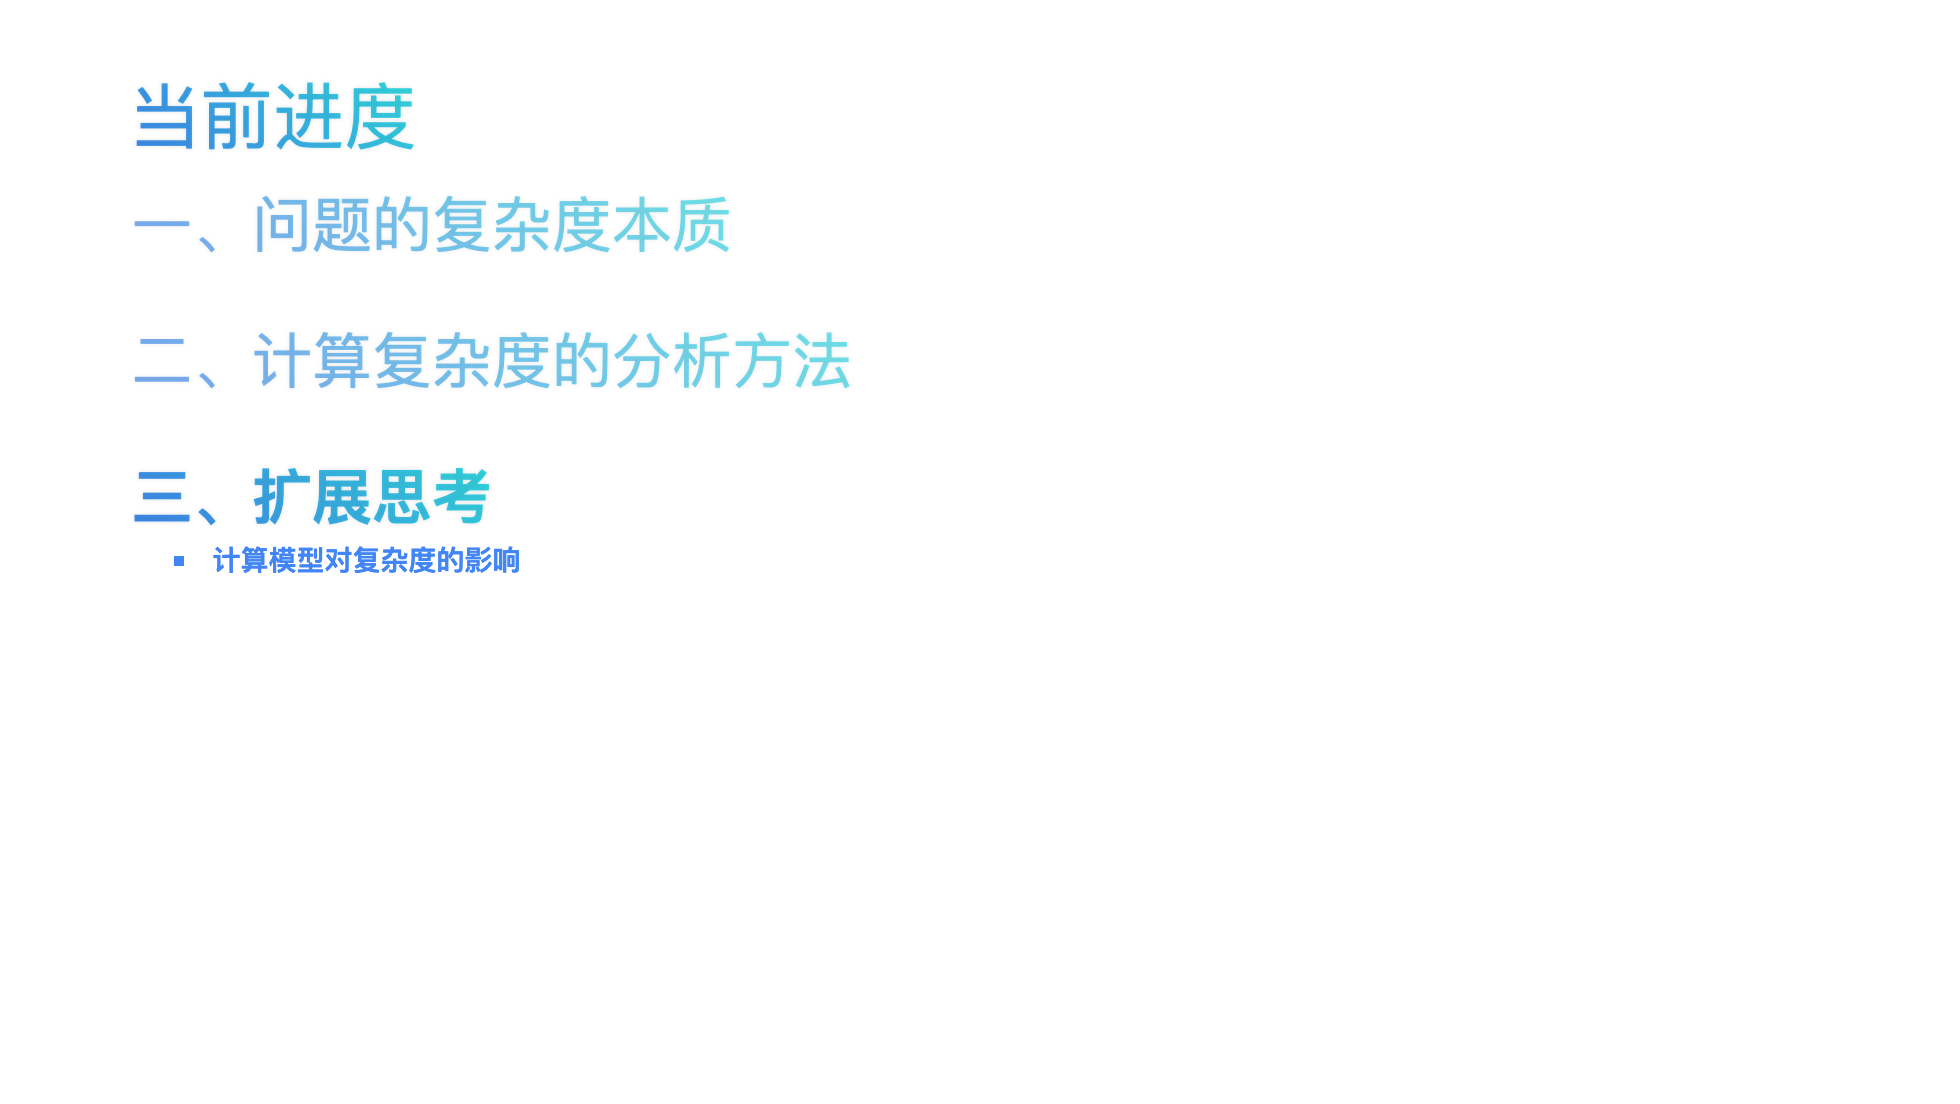 当前进度
一、问题的复杂度本质
二、计算复杂度的分析方法
三、扩展思考
▪ 计算模型对复杂度的影响